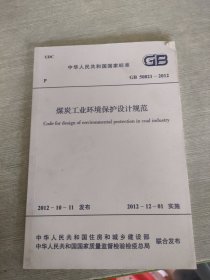 UDC
中华人民共和国国家标准
GB
P
GB 50821-2012
煤炭工业环境保护设计规范
Code for design of environmental protection in coal industry
2012-10-11 发布
2012-12-01 实施
中华人民共和国住房和城乡建设部
中华人民共和国国家质量监督检验检疫总局
联合发布